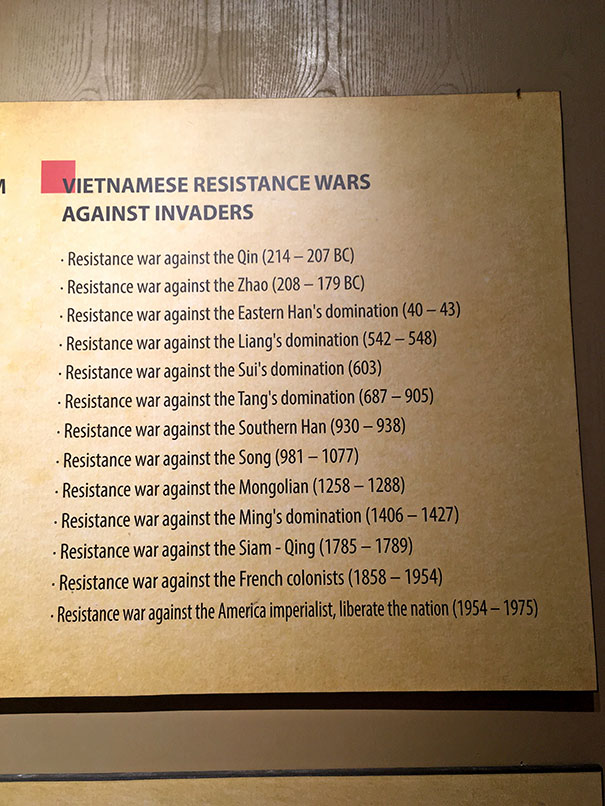 M
VIETNAMESE RESISTANCE WARS
AGAINST INVADERS
· Resistance war against the Qin (214 – 207 BC)
· Resistance war against the Zhao (208 – 179 BC)
· Resistance war against the Eastern Han's domination (40 – 43)
· Resistance war against the Liang's domination (542 – 548)
· Resistance war against the Sui's domination (603)
· Resistance war against the Tang's domination (687 – 905)
· Resistance war against the Southern Han (930 – 938)
· Resistance war against the Song (981 – 1077)
· Resistance war against the Mongolian (1258 – 1288)
· Resistance war against the Ming's domination (1406 – 1427)
· Resistance war against the Siam - Qing (1785 – 1789)
· Resistance war against the French colonists (1858 – 1954)
· Resistance war against the America imperialist, liberate the nation (1954 – 1975)